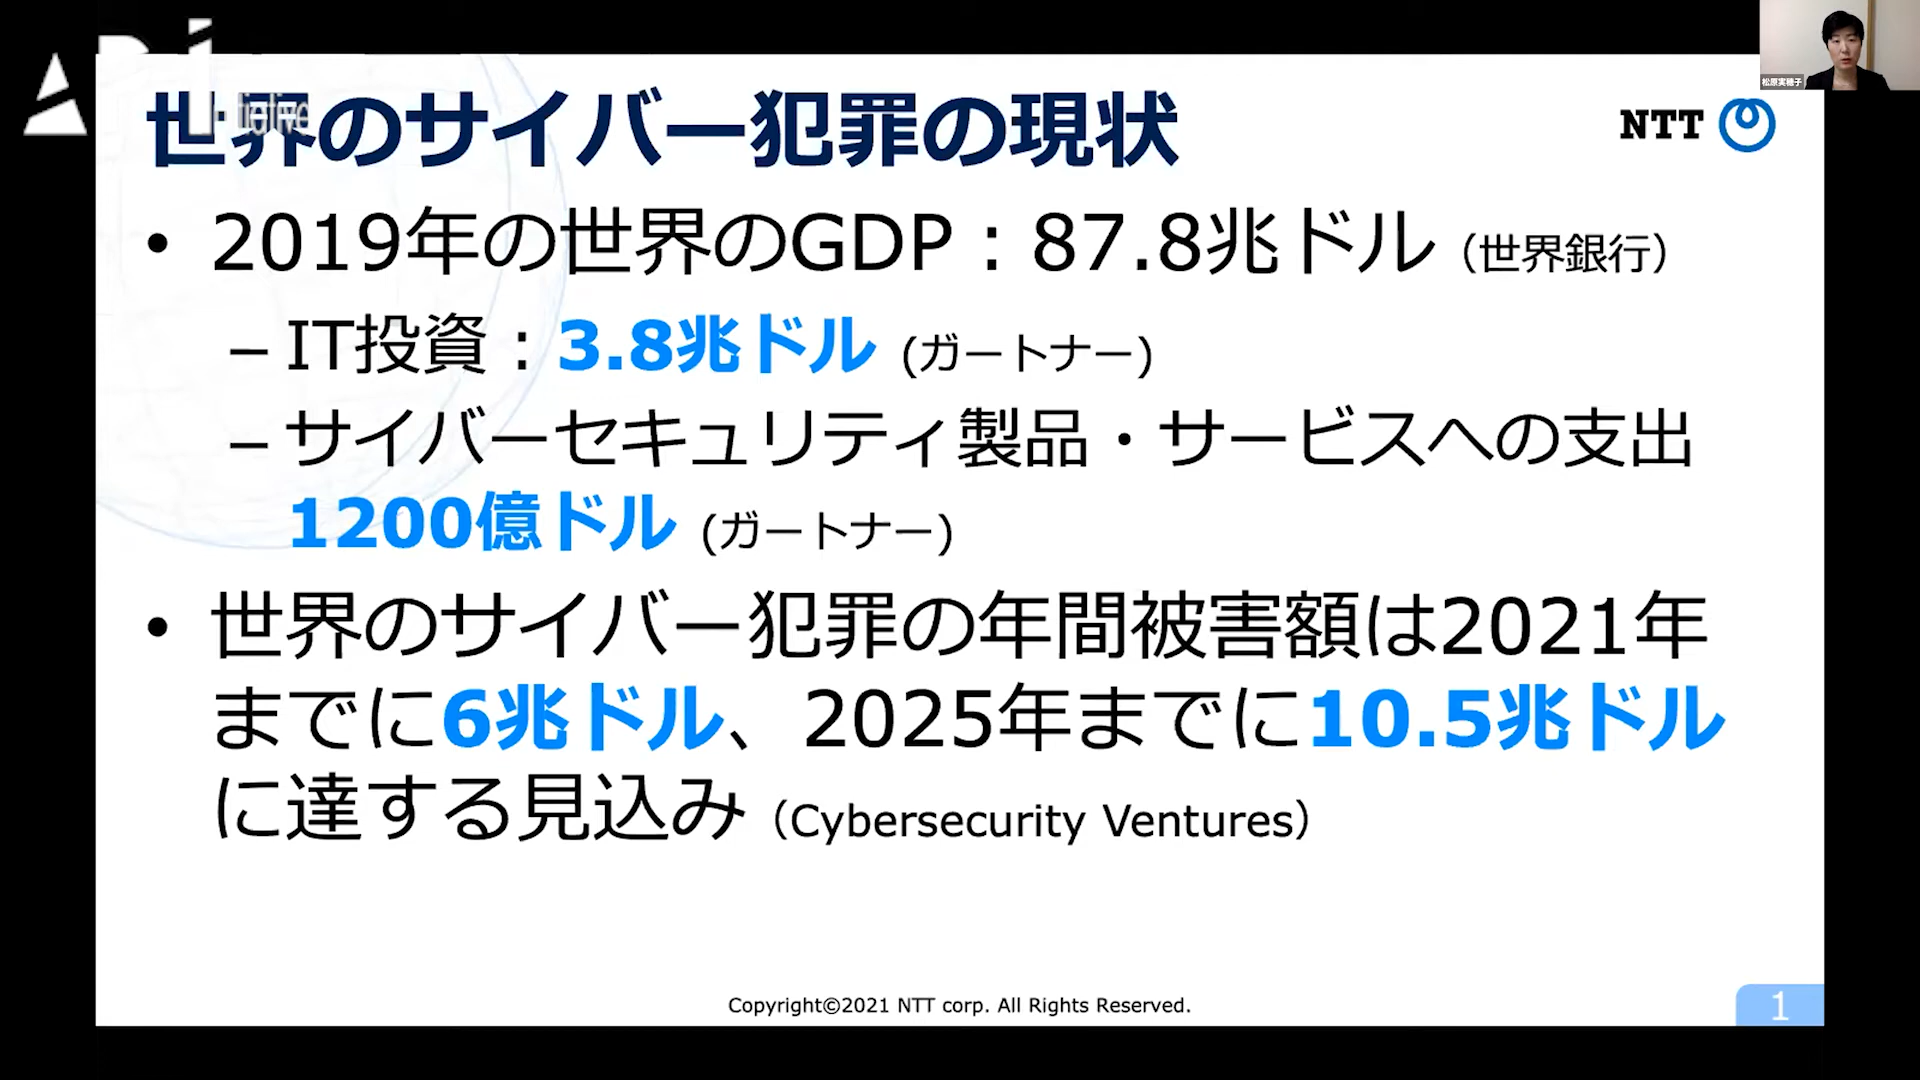 API
Initiative
松原実穂子
世界のサイバー犯罪の現状
NTT
• 2019年の世界のGDP：87.8兆ドル（世界銀行）
– IT投資：3.8兆ドル (ガートナー)
– サイバーセキュリティ製品・サービスへの支出
1200億ドル (ガートナー)
• 世界のサイバー犯罪の年間被害額は2021年
までに6兆ドル、2025年までに10.5兆ドル
に達する見込み（Cybersecurity Ventures）
Copyright©2021 NTT corp. All Rights Reserved.
1